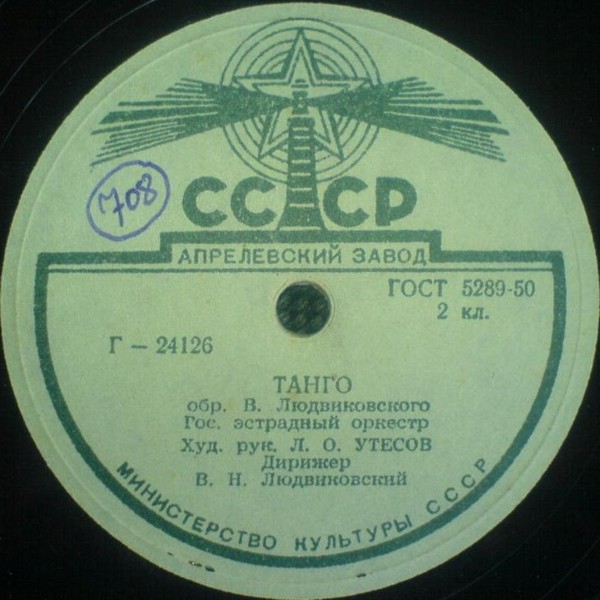 СССР
708
АПРЕЛЕВСКИЙ ЗАВОД
ГОСТ 5289-50
2 кл.
Г — 24126
ТАНГО
обр. В. Людвиковского
Гос. эстрадный оркестр
Худ. рук. Л. О. УТЕСОВ
Дирижер
В. Н. Людвиковский
МИНИСТЕРСТВО КУЛЬТУРЫ СССР